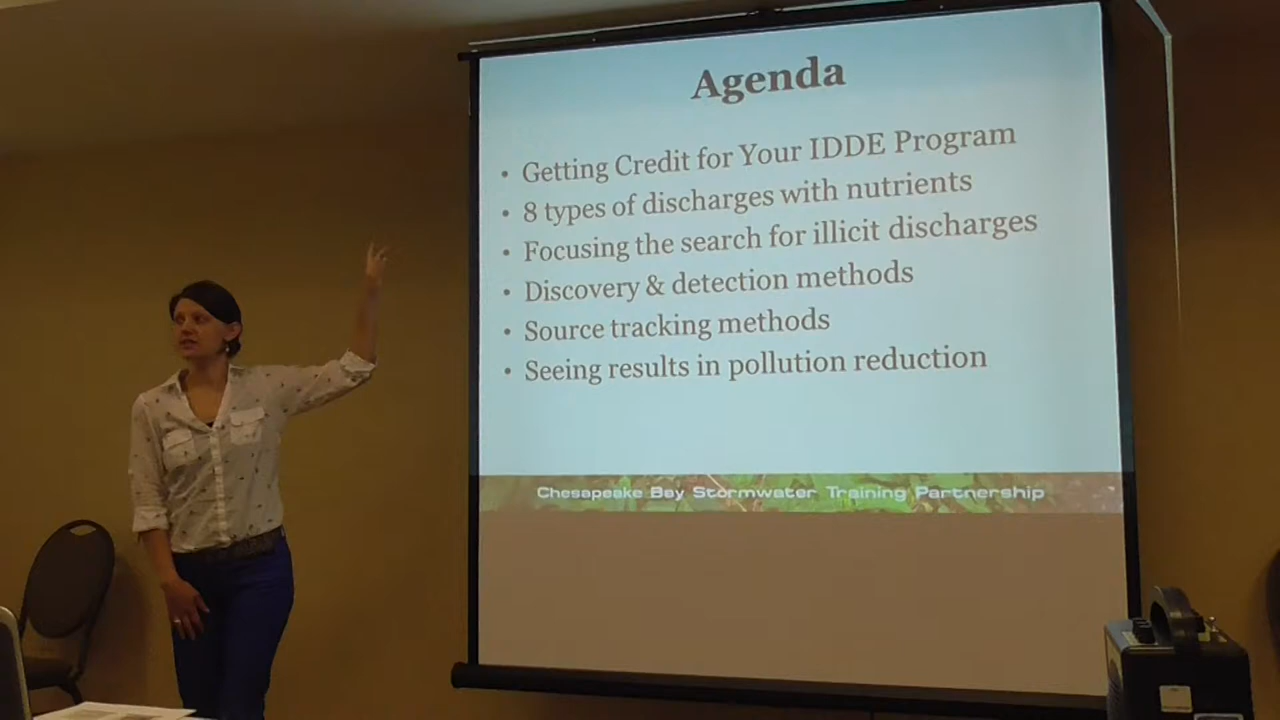 Agenda
• Getting Credit for Your IDDE Program
• 8 types of discharges with nutrients
• Focusing the search for illicit discharges
• Discovery & detection methods
• Source tracking methods
• Seeing results in pollution reduction
Chesapeake Bay Stormwater Training Partnership